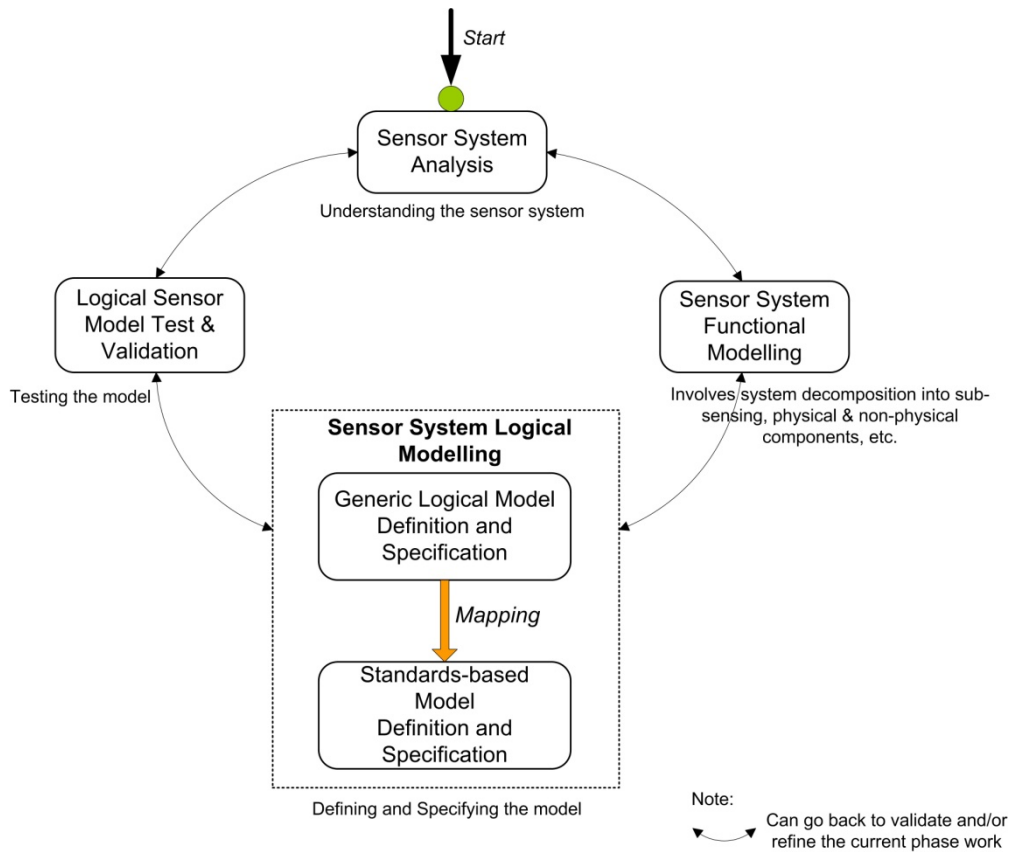 Start
Sensor System
Analysis
Understanding the sensor system
Logical Sensor
Model Test &
Validation
Testing the model
Sensor System
Functional
Modelling
Involves system decomposition into sub-
sensing, physical & non-physical
components, etc.
Sensor System Logical
Modelling
Generic Logical Model
Definition and
Specification
Mapping
Standards-based
Model
Definition and
Specification
Defining and Specifying the model
Note:
Can go back to validate and/or
refine the current phase work